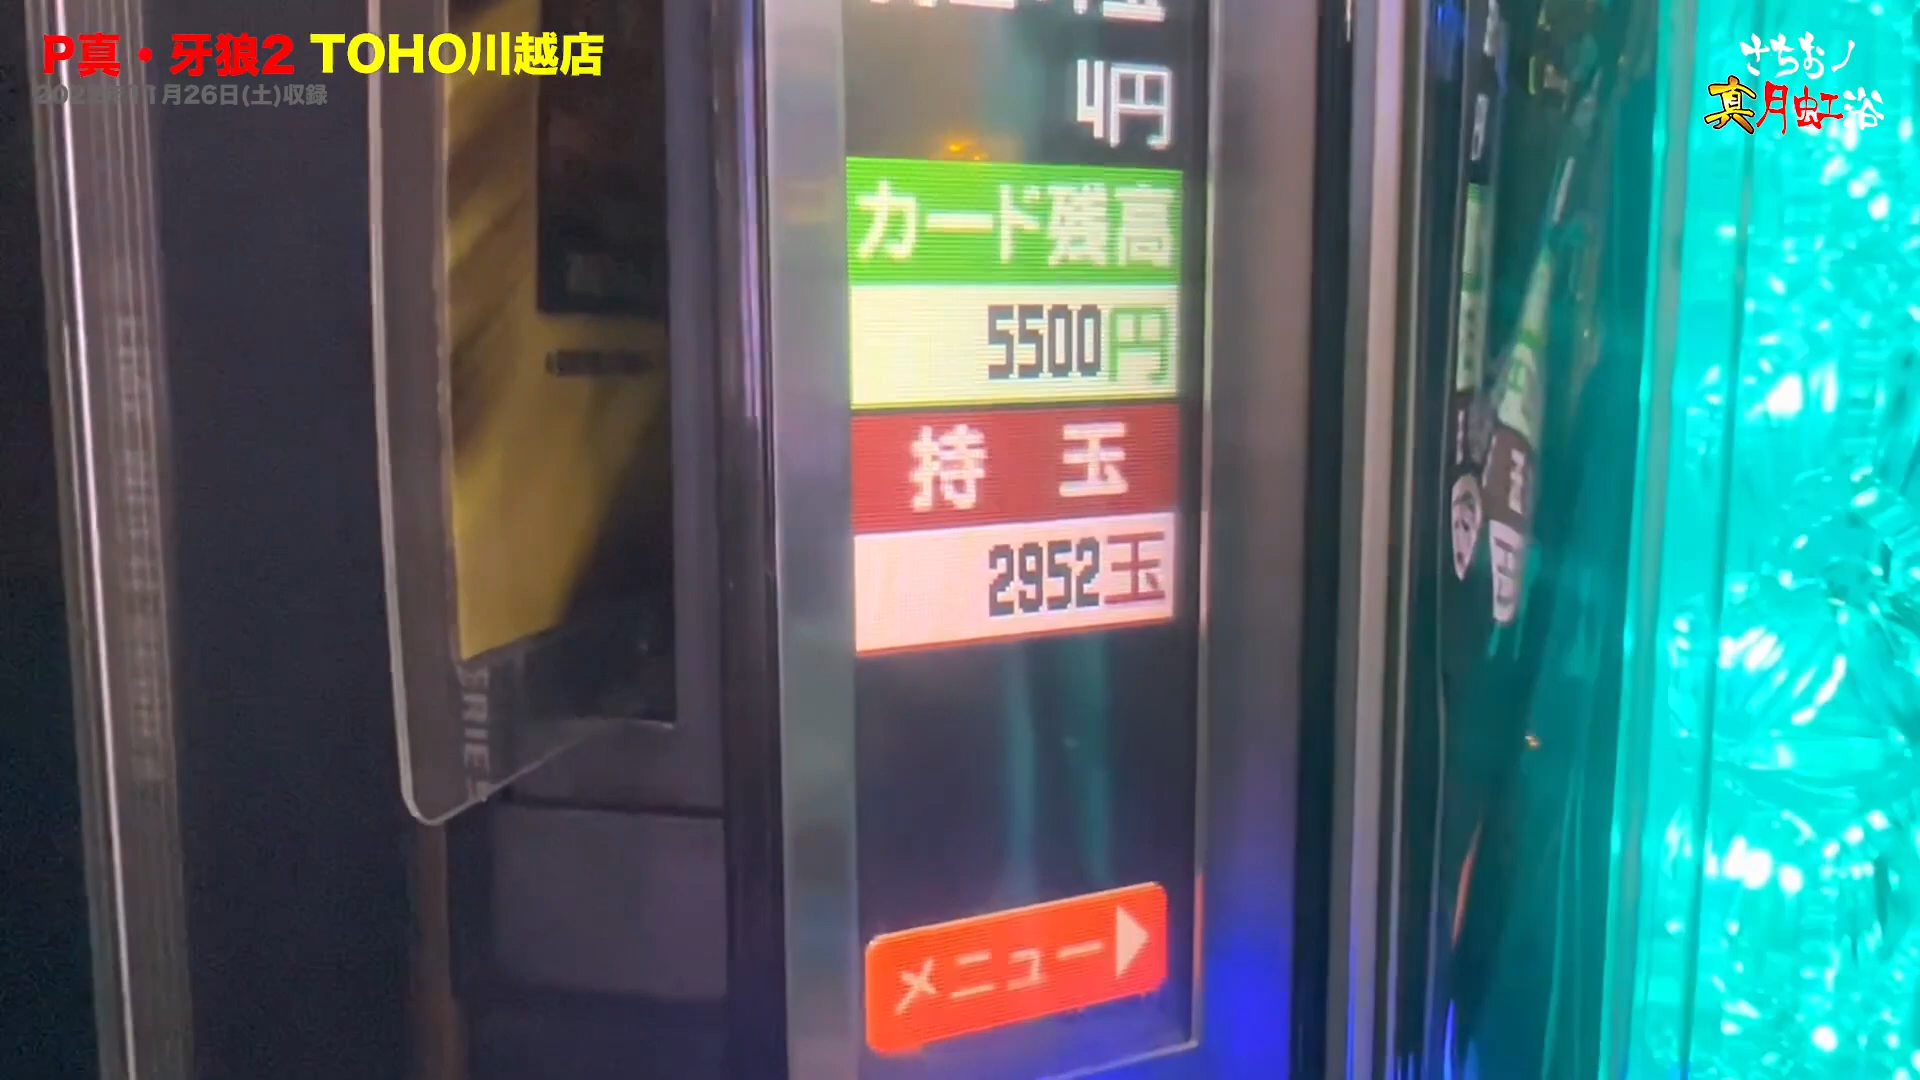 P真・牙狼2 TOHO川越店
11月26日(土)収録
さちおノ
真月虹浴
4円
カード残高
5500円
持 玉
2952玉
メニュー▶